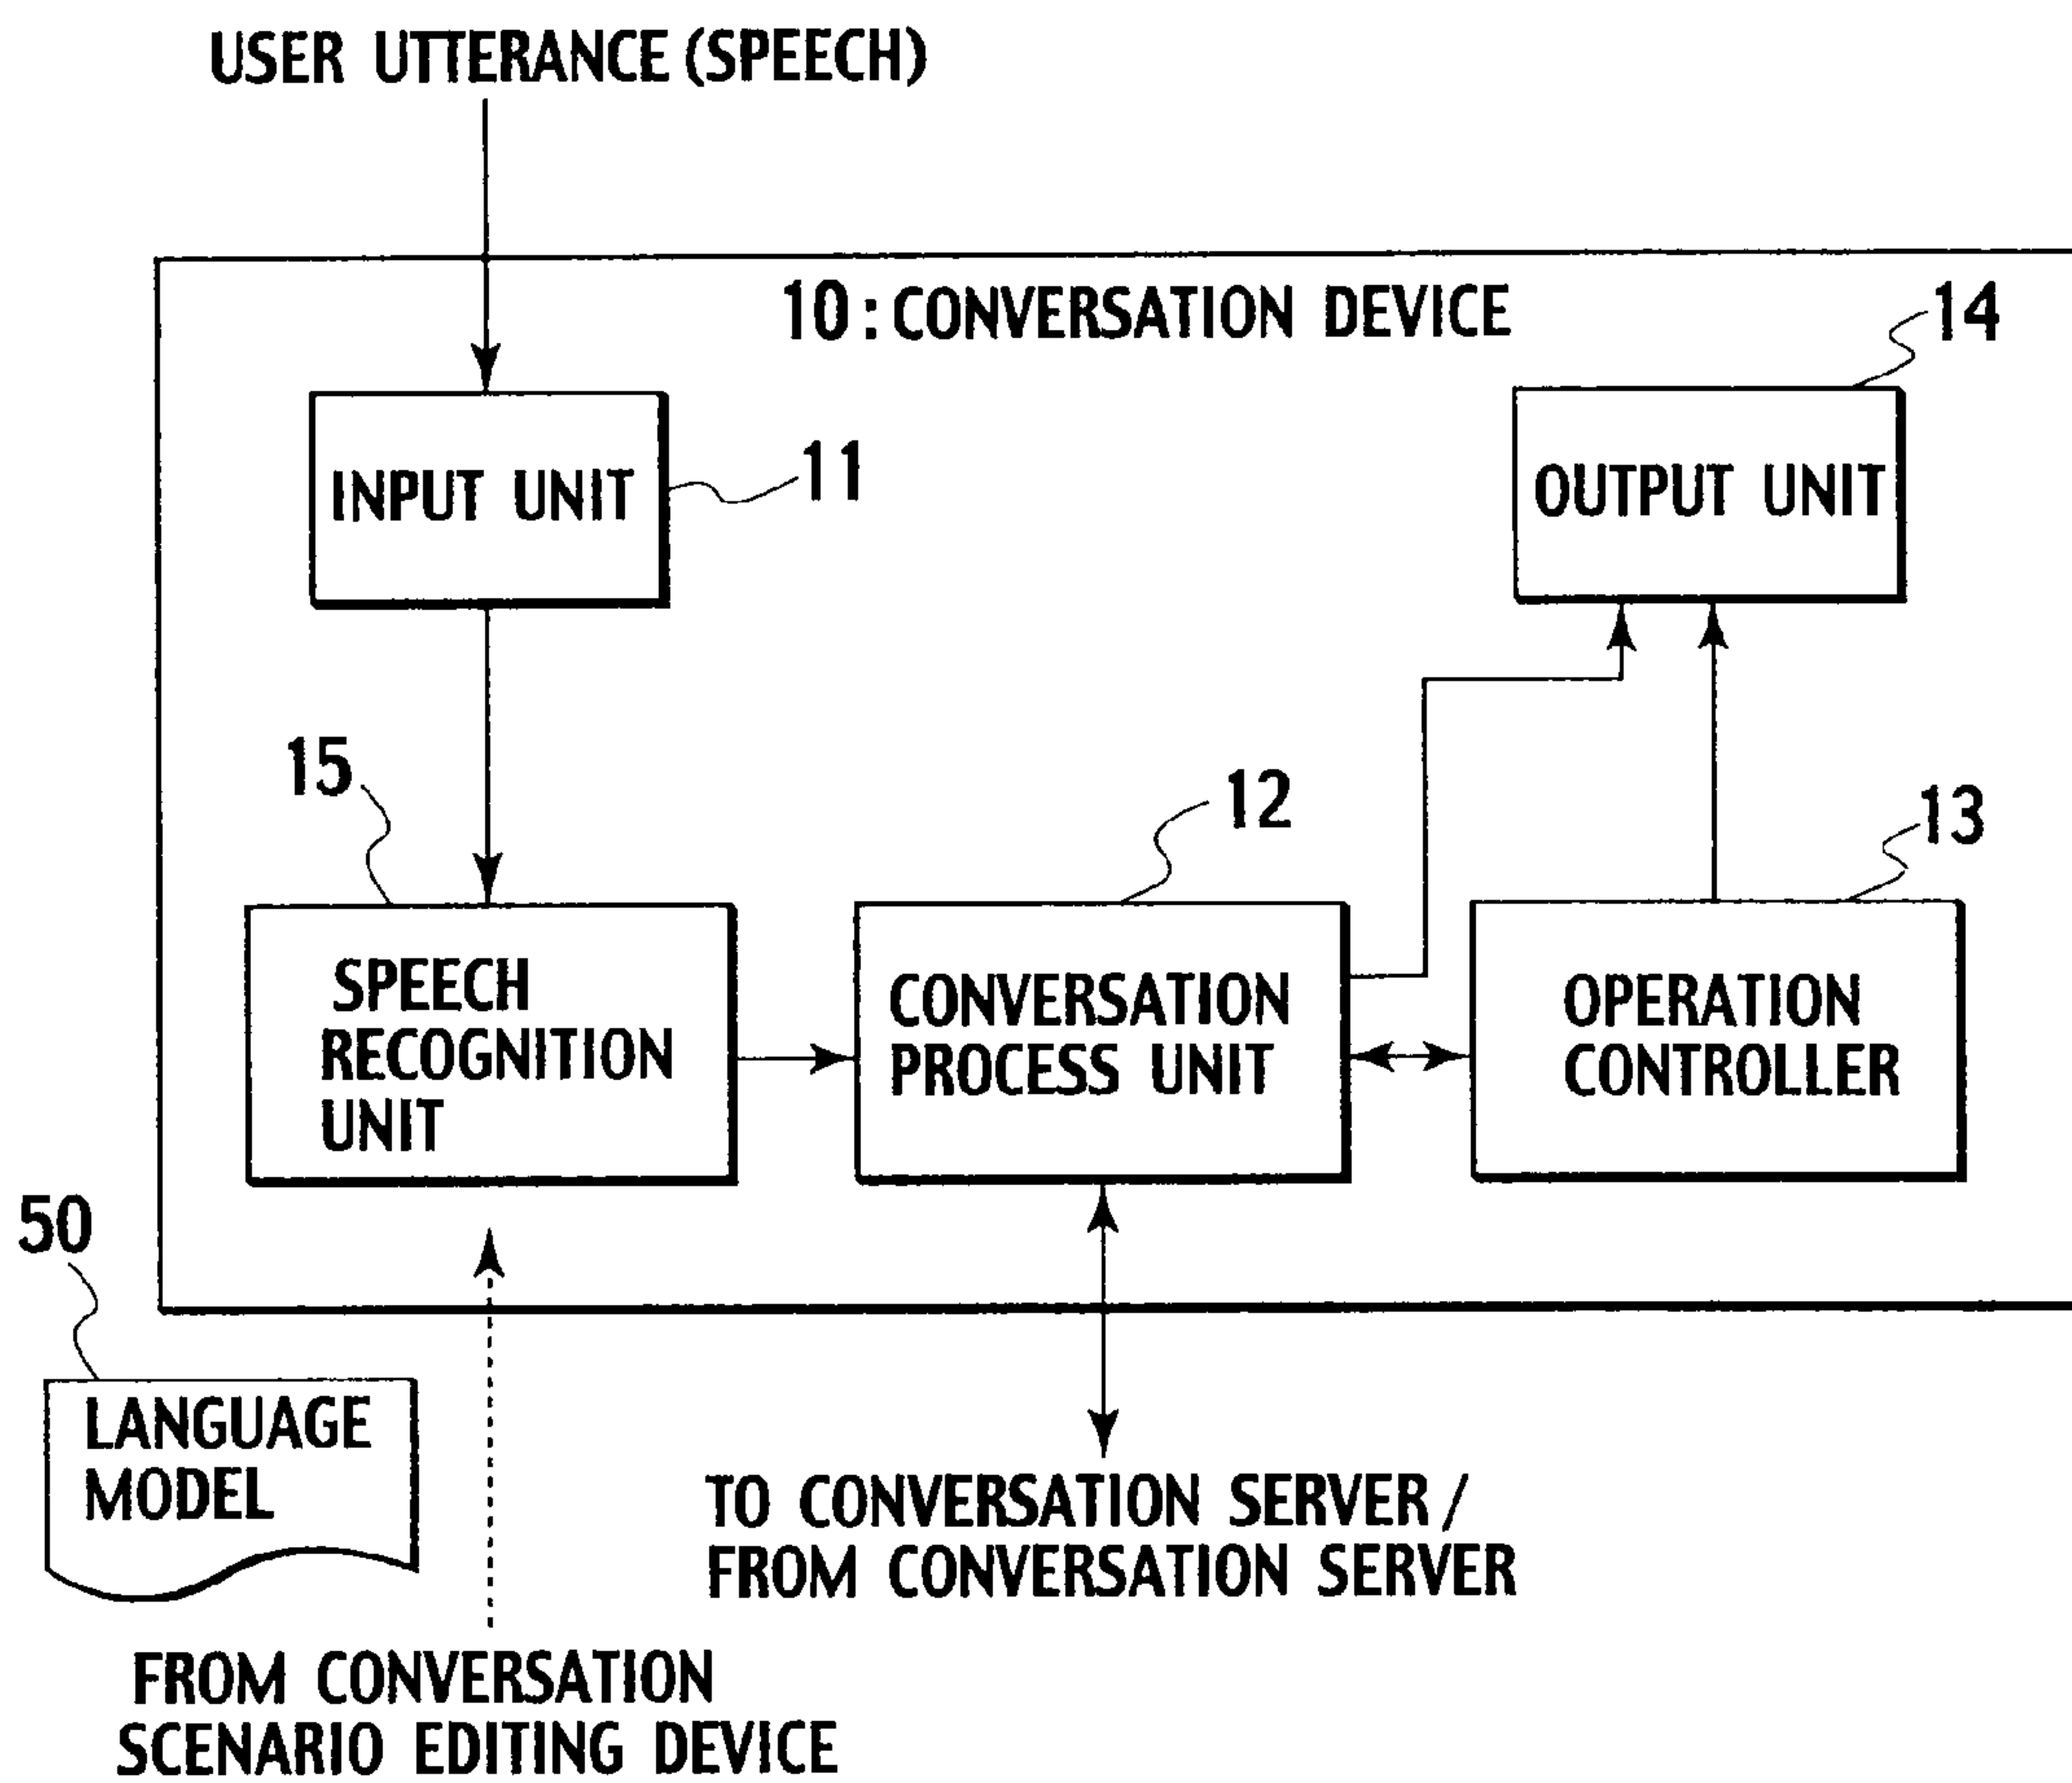 USER UTTERANCE (SPEECH)
10 : CONVERSATION DEVICE
14
INPUT UNIT
11
OUTPUT UNIT
15
12
13
SPEECH
RECOGNITION
UNIT
CONVERSATION
PROCESS UNIT
OPERATION
CONTROLLER
50
LANGUAGE
MODEL
TO CONVERSATION SERVER /
FROM CONVERSATION SERVER
FROM CONVERSATION
SCENARIO EDITING DEVICE